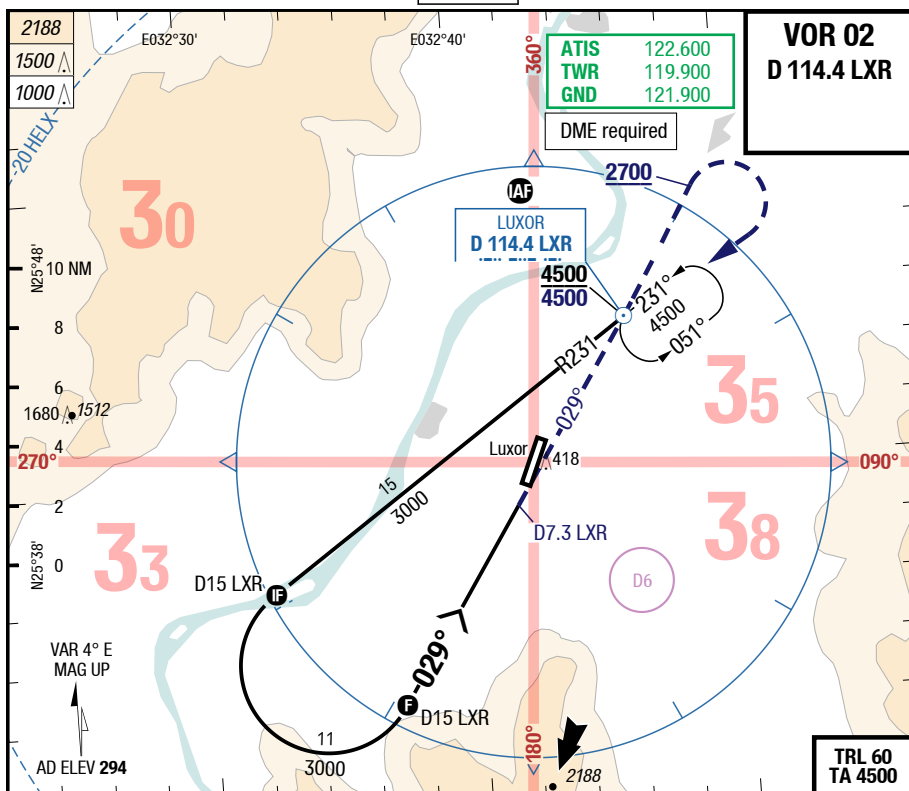 2188
1500
1000
E032°30'
E032°40'
360°
ATIS 122.600
TWR 119.900
GND 121.900
DME required
VOR 02
D 114.4 LXR
20 HELX
30
2700
IAF
LUXOR
D 114.4 LXR
4500
4500
231°
4500
051°
N25°48'
10 NM
8
6
4
2
0
N25°38'
R231
029°
35
1680
1512
270°
Luxor
418
090°
15
3000
33
38
D7.3 LXR
D6
D15 LXR
IF
029°
F
D15 LXR
11
3000
VAR 4° E
MAG UP
AD ELEV 294
180°
2188
TRL 60
TA 4500